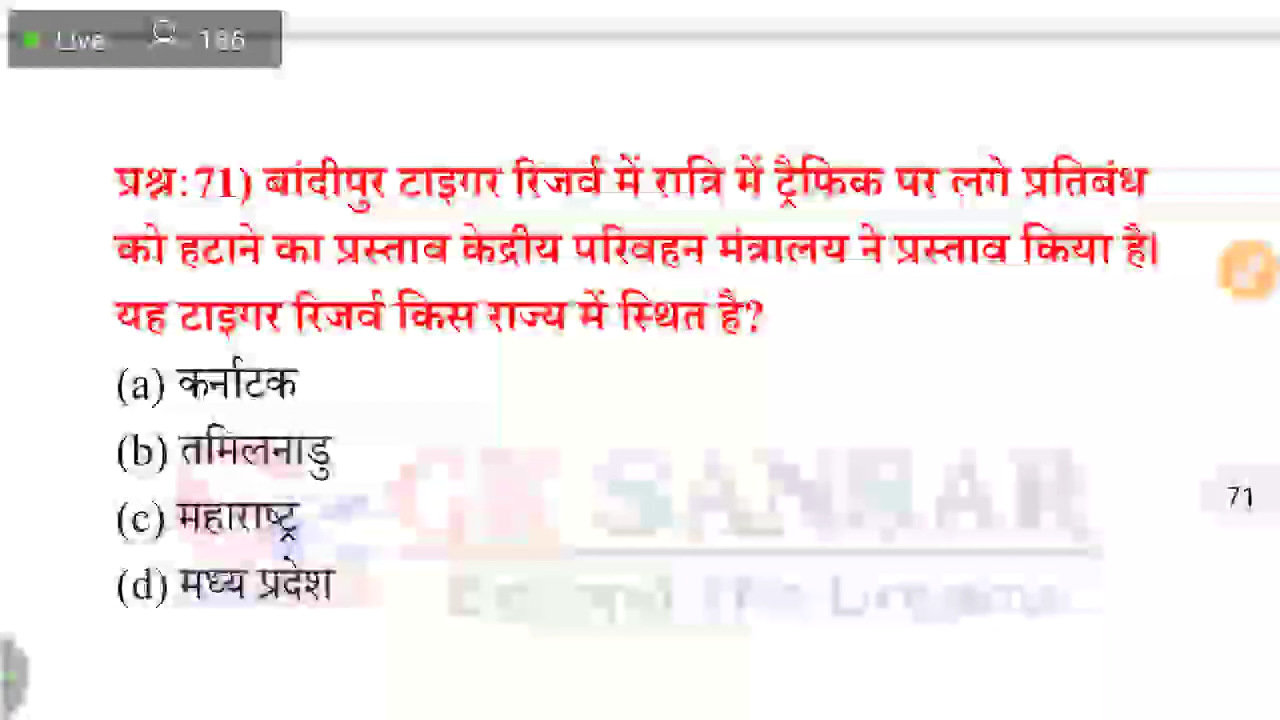 Live 186
प्रश्न:71) बांदीपुर टाइगर रिजर्व में रात्रि में ट्रैफिक पर लगे प्रतिबंध
को हटाने का प्रस्ताव केद्रीय परिवहन मंत्रालय ने प्रस्ताव किया है।
यह टाइगर रिजर्व किस राज्य में स्थित है?
(a) कर्नाटक
(b) तमिलनाडु
(c) महाराष्ट्र
(d) मध्य प्रदेश
71